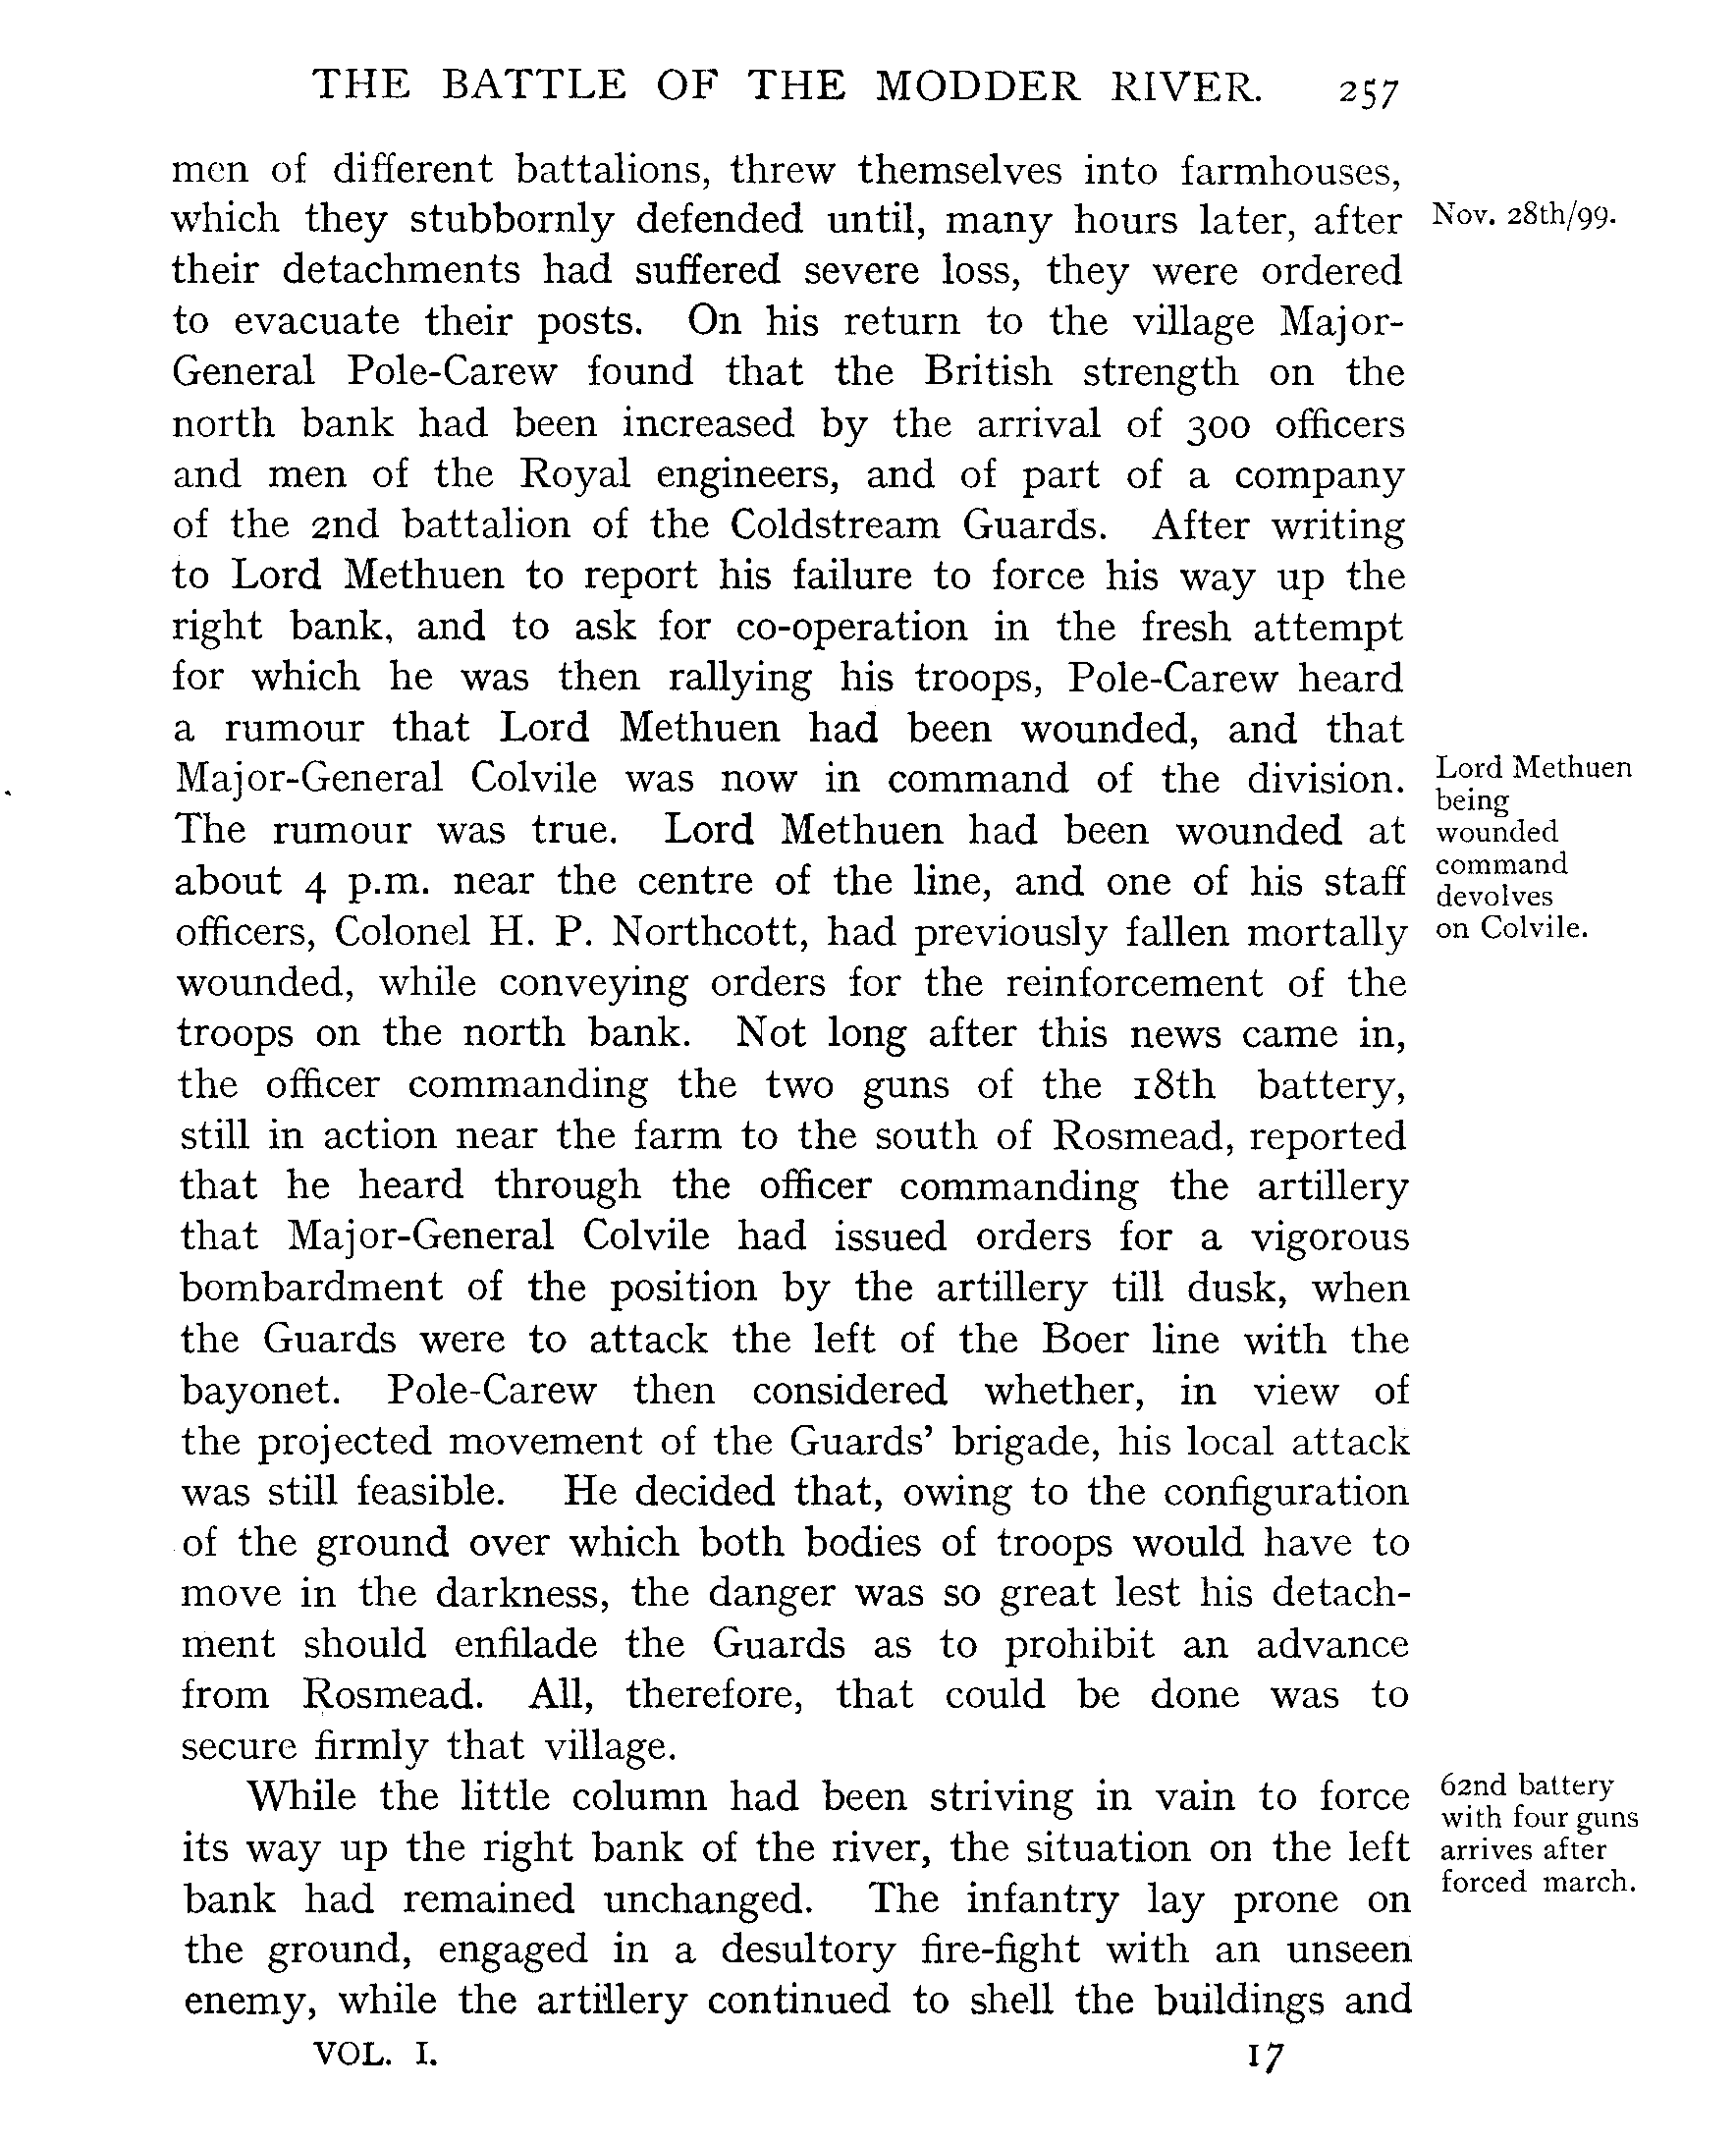 THE BATTLE OF THE MODDER RIVER. 257
men of different battalions, threw themselves into farmhouses,
which they stubbornly defended until, many hours later, after
Nov. 28th/99.
their detachments had suffered severe loss, they were ordered
to evacuate their posts. On his return to the village Major-
General Pole-Carew found that the British strength on the
north bank had been increased by the arrival of 300 officers
and men of the Royal engineers, and of part of a company
of the 2nd battalion of the Coldstream Guards. After writing
to Lord Methuen to report his failure to force his way up the
right bank, and to ask for co-operation in the fresh attempt
for which he was then rallying his troops, Pole-Carew heard
a rumour that Lord Methuen had been wounded, and that
Major-General Colvile was now in command of the division.
The rumour was true. Lord Methuen had been wounded at
about 4 p.m. near the centre of the line, and one of his staff
officers, Colonel H. P. Northcott, had previously fallen mortally
Lord Methuen
being
wounded
command
devolves
on Colvile.
wounded, while conveying orders for the reinforcement of the
troops on the north bank. Not long after this news came in,
the officer commanding the two guns of the 18th battery,
still in action near the farm to the south of Rosmead, reported
that he heard through the officer commanding the artillery
that Major-General Colvile had issued orders for a vigorous
bombardment of the position by the artillery till dusk, when
the Guards were to attack the left of the Boer line with the
bayonet. Pole-Carew then considered whether, in view of
the projected movement of the Guards' brigade, his local attack
was still feasible. He decided that, owing to the configuration
of the ground over which both bodies of troops would have to
move in the darkness, the danger was so great lest his detach-
ment should enfilade the Guards as to prohibit an advance
from Rosmead. All, therefore, that could be done was to
secure firmly that village.
While the little column had been striving in vain to force
its way up the right bank of the river, the situation on the left
bank had remained unchanged. The infantry lay prone on
62nd battery
with four guns
arrives after
forced march.
the ground, engaged in a desultory fire-fight with an unseen
enemy, while the artillery continued to shell the buildings and
VOL. I. 17